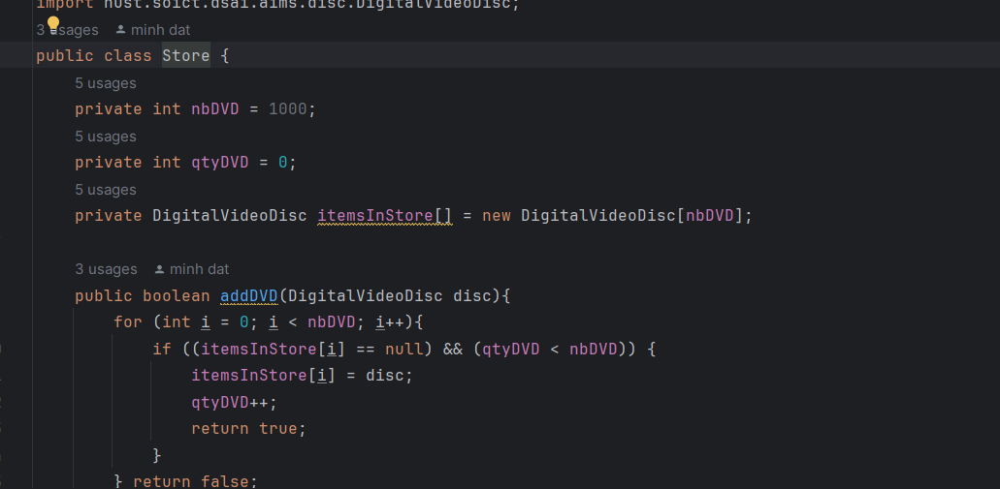 import hust.soict.dsai.aims.disc.DigitalVideoDisc;
3 usages minh dat
public class Store {
5 usages
private int nbDVD = 1000;
5 usages
private int qtyDVD = 0;
5 usages
private DigitalVideoDisc itemsInStore[] = new DigitalVideoDisc[nbDVD];
3 usages minh dat
public boolean addDVD(DigitalVideoDisc disc){
for (int i = 0; i < nbDVD; i++){
if ((itemsInStore[i] == null) && (qtyDVD < nbDVD)) {
itemsInStore[i] = disc;
qtyDVD++;
return true;
}
} return false;